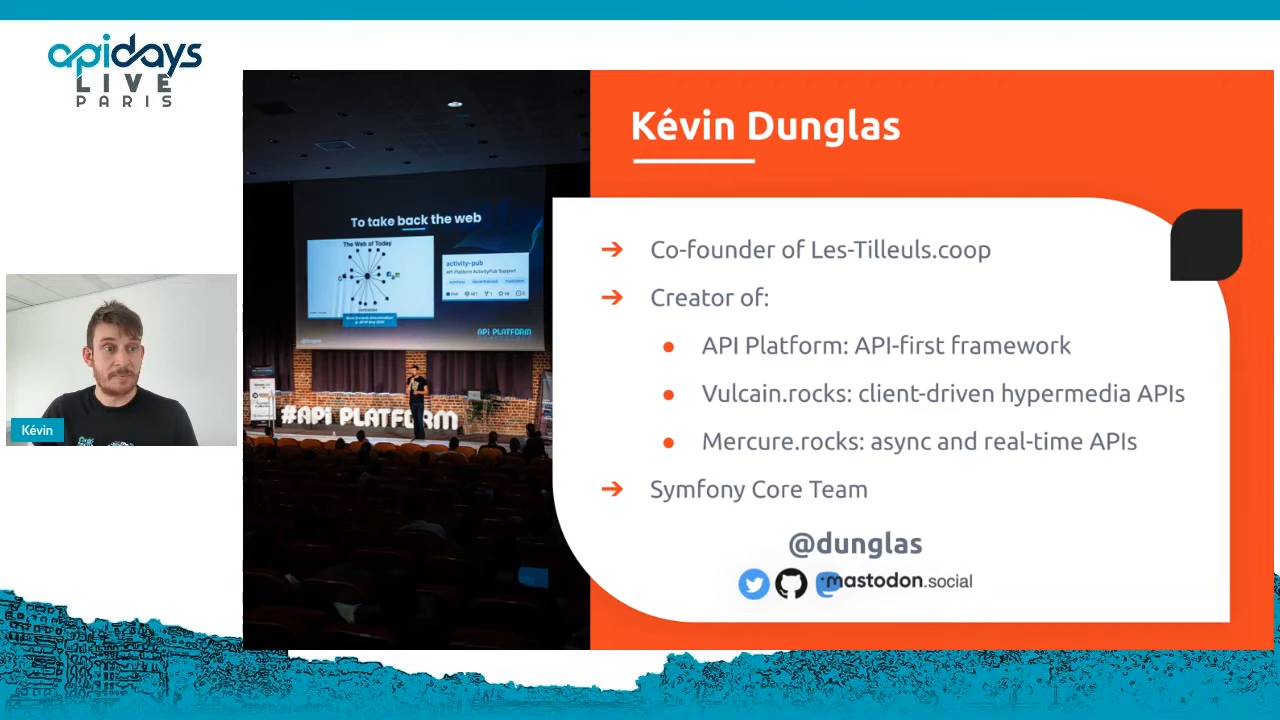 apidays
LIVE
PARIS
Kévin Dunglas
To take back the web
The Web of Today
activity-pub
API Platform ActivityPub Support
API PLATFORM
#API PLATFORM
Kévin
➔ Co-founder of Les-Tilleuls.coop
➔ Creator of:
● API Platform: API-first framework
● Vulcain.rocks: client-driven hypermedia APIs
● Mercure.rocks: async and real-time APIs
➔ Symfony Core Team
@dunglas
mastodon.social